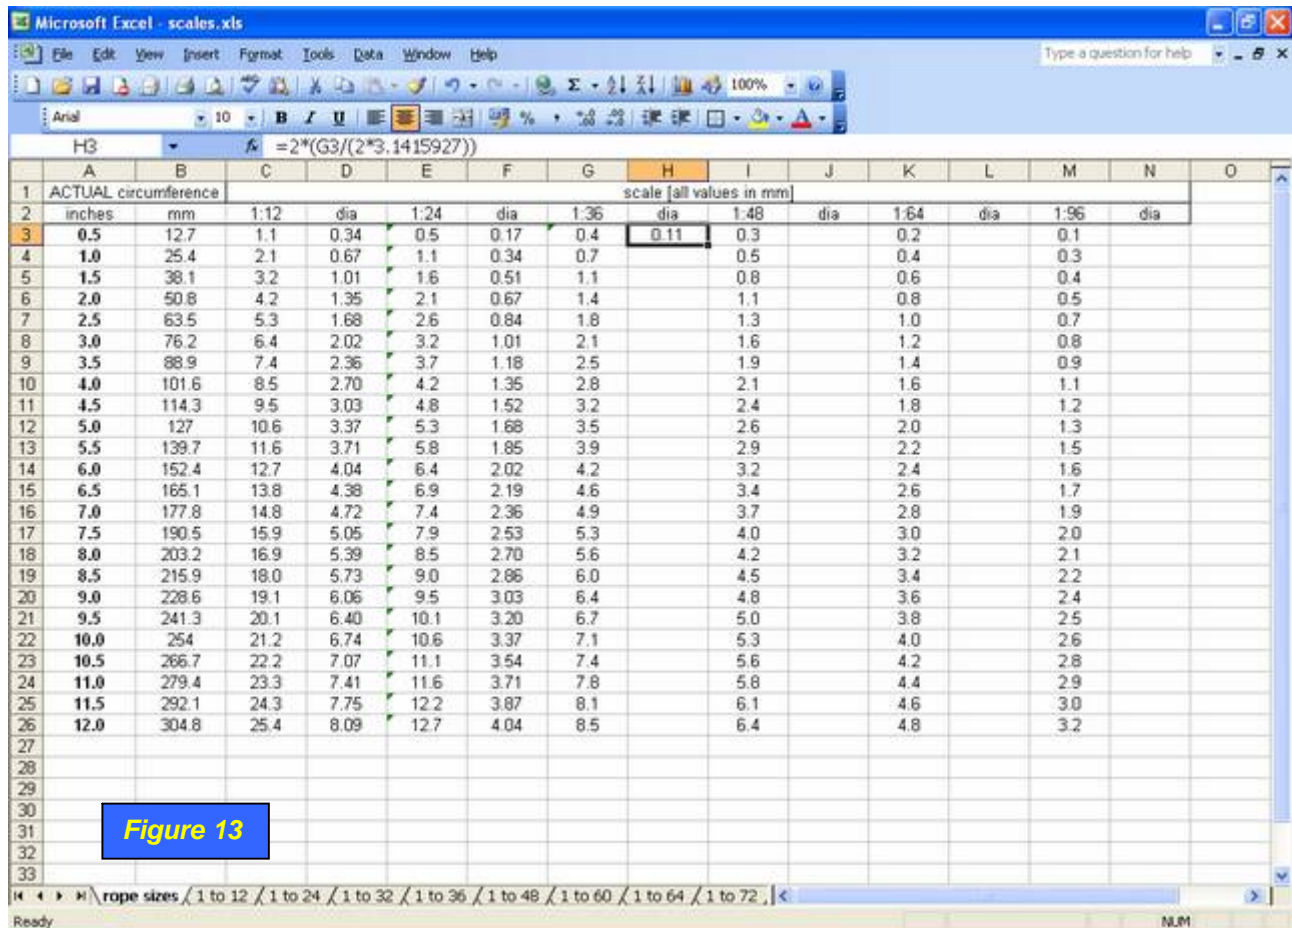 Microsoft Excel - scales.xls
File Edit View Insert Format Tools Data Window Help Type a question for help
100%
Arial 10 B I U
H3 fx =2*(G3/(2*3.1415927))
A B C D E F G H I J K L M N O
1 ACTUAL circumference scale [all values in mm]
2 inches mm 1:12 dia 1:24 dia 1:36 dia 1:48 dia 1:64 dia 1:96 dia
3 0.5 12.7 1.1 0.34 0.5 0.17 0.4 0.11 0.3 0.2 0.1
4 1.0 25.4 2.1 0.67 1.1 0.34 0.7 0.5 0.4 0.3
5 1.5 38.1 3.2 1.01 1.6 0.51 1.1 0.8 0.6 0.4
6 2.0 50.8 4.2 1.35 2.1 0.67 1.4 1.1 0.8 0.5
7 2.5 63.5 5.3 1.68 2.6 0.84 1.8 1.3 1.0 0.7
8 3.0 76.2 6.4 2.02 3.2 1.01 2.1 1.6 1.2 0.8
9 3.5 88.9 7.4 2.36 3.7 1.18 2.5 1.9 1.4 0.9
10 4.0 101.6 8.5 2.70 4.2 1.35 2.8 2.1 1.6 1.1
11 4.5 114.3 9.5 3.03 4.8 1.52 3.2 2.4 1.8 1.2
12 5.0 127 10.6 3.37 5.3 1.68 3.5 2.6 2.0 1.3
13 5.5 139.7 11.6 3.71 5.8 1.85 3.9 2.9 2.2 1.5
14 6.0 152.4 12.7 4.04 6.4 2.02 4.2 3.2 2.4 1.6
15 6.5 165.1 13.8 4.38 6.9 2.19 4.6 3.4 2.6 1.7
16 7.0 177.8 14.8 4.72 7.4 2.36 4.9 3.7 2.8 1.9
17 7.5 190.5 15.9 5.05 7.9 2.53 5.3 4.0 3.0 2.0
18 8.0 203.2 16.9 5.39 8.5 2.70 5.6 4.2 3.2 2.1
19 8.5 215.9 18.0 5.73 9.0 2.86 6.0 4.5 3.4 2.2
20 9.0 228.6 19.1 6.06 9.5 3.03 6.4 4.8 3.6 2.4
21 9.5 241.3 20.1 6.40 10.1 3.20 6.7 5.0 3.8 2.5
22 10.0 254 21.2 6.74 10.6 3.37 7.1 5.3 4.0 2.6
23 10.5 266.7 22.2 7.07 11.1 3.54 7.4 5.6 4.2 2.8
24 11.0 279.4 23.3 7.41 11.6 3.71 7.8 5.8 4.4 2.9
25 11.5 292.1 24.3 7.75 12.2 3.87 8.1 6.1 4.6 3.0
26 12.0 304.8 25.4 8.09 12.7 4.04 8.5 6.4 4.8 3.2
27
28
29
30
31
32
33
Figure 13
rope sizes / 1 to 12 / 1 to 24 / 1 to 32 / 1 to 36 / 1 to 48 / 1 to 60 / 1 to 64 / 1 to 72
Ready NUM